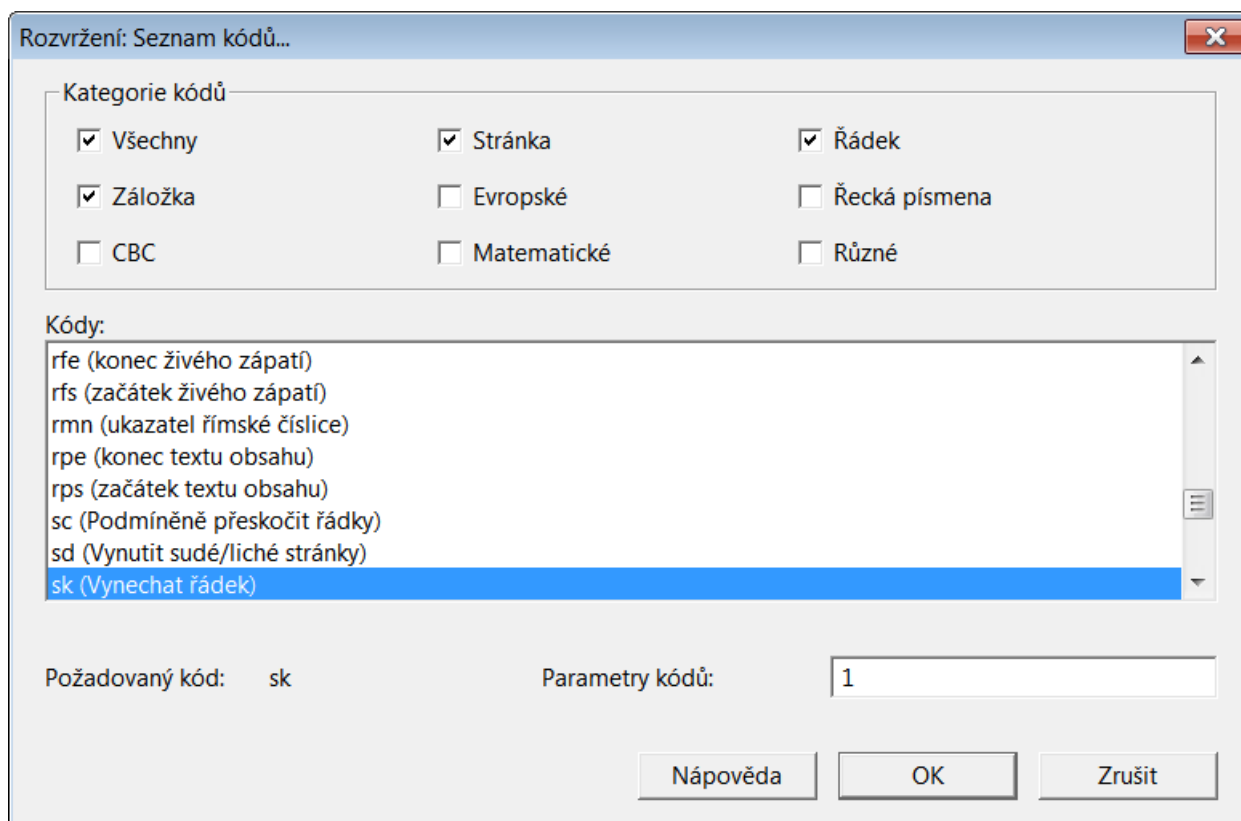 Rozvržení: Seznam kódů...
Kategorie kódů
Všechny Stránka Řádek
Záložka Evropské Řecká písmena
CBC Matematické Různé
Kódy:
rfe (konec živého zápatí)
rfs (začátek živého zápatí)
rmn (ukazatel římské číslice)
rpe (konec textu obsahu)
rps (začátek textu obsahu)
sc (Podmíněně přeskočit řádky)
sd (Vynutit sudé/liché stránky)
sk (Vynechat řádek)
Požadovaný kód: sk Parametry kódů: 1
Nápověda OK Zrušit